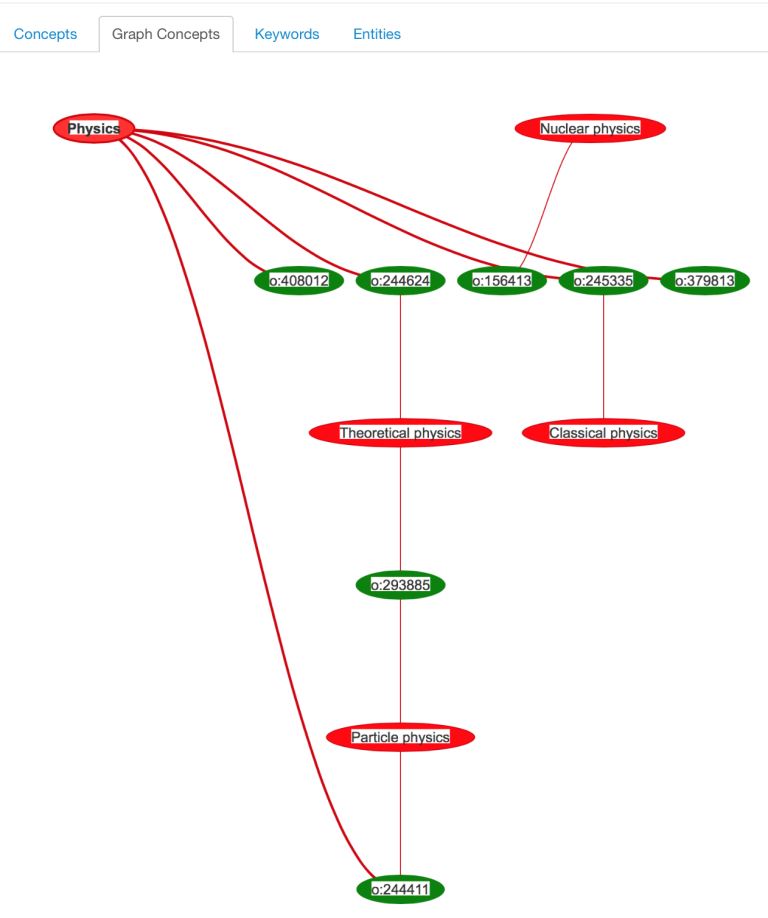 Concepts Graph Concepts Keywords Entities
Physics Nuclear physics
o:408012 o:244624 o:156413 o:245335 o:379813
Theoretical physics Classical physics
o:293885
Particle physics
o:244411